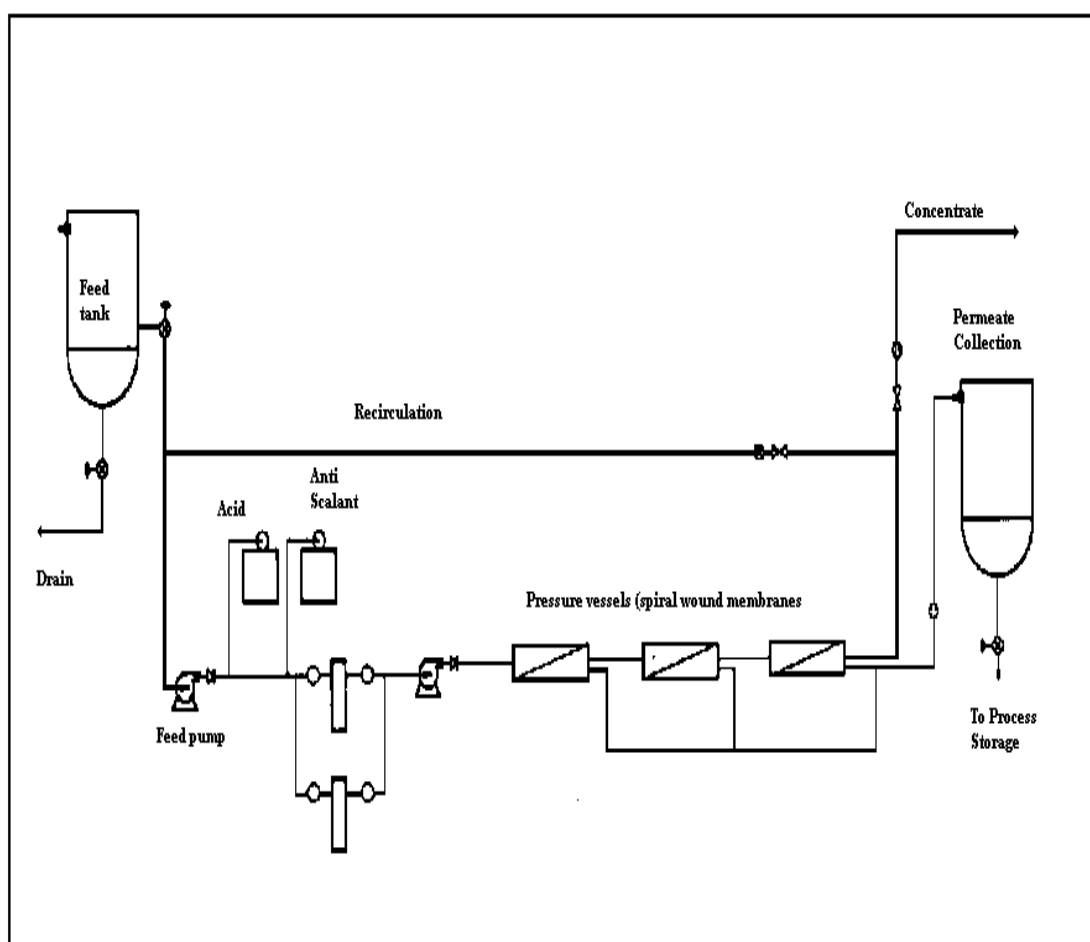 Concentrate
Feed
tank
Permeate
Collection
Recirculation
Anti
Scalant
Acid
Drain
Pressure vessels (spiral wound membranes
Feed pump
To Process
Storage